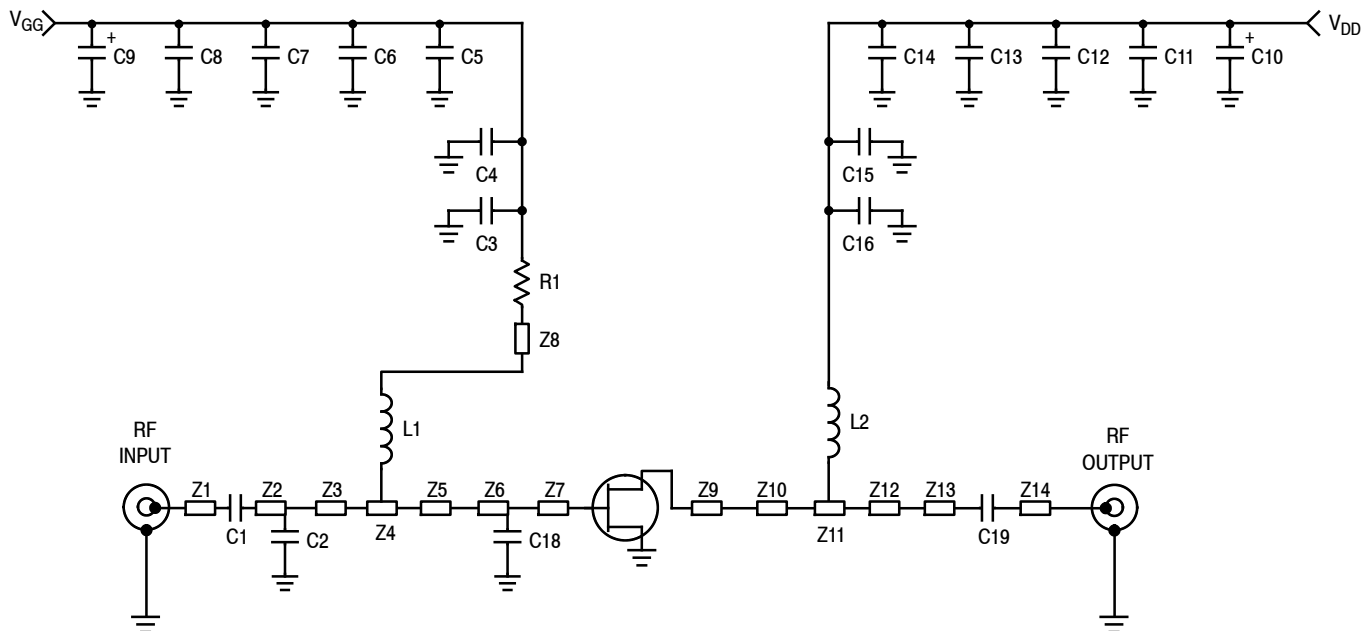 VGG
+
C9
C8
C7
C6
C5
C14
C13
C12
C11
+
C10
VDD
C4
C3
C15
C16
R1
Z8
L1
L2
RF
INPUT
RF
OUTPUT
Z1
C1
Z2
C2
Z3
Z4
Z5
Z6
C18
Z7
Z9
Z10
Z11
Z12
Z13
C19
Z14